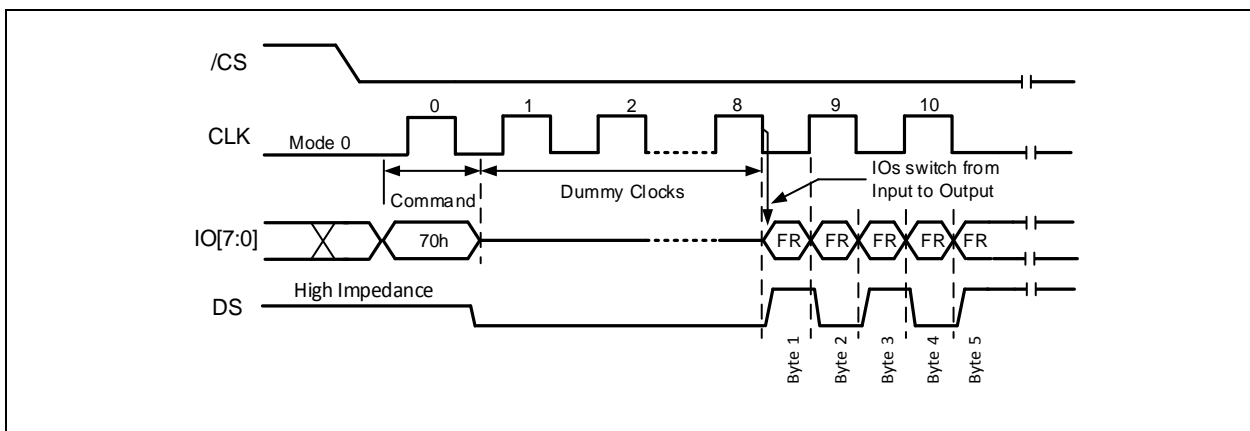 /CS
0 1 2 8 9 10
CLK
Mode 0
IOs switch from
Input to Output
Command
Dummy Clocks
IO[7:0]
70h
FR FR FR FR FR
High Impedance
DS
Byte 1
Byte 2
Byte 3
Byte 4
Byte 5